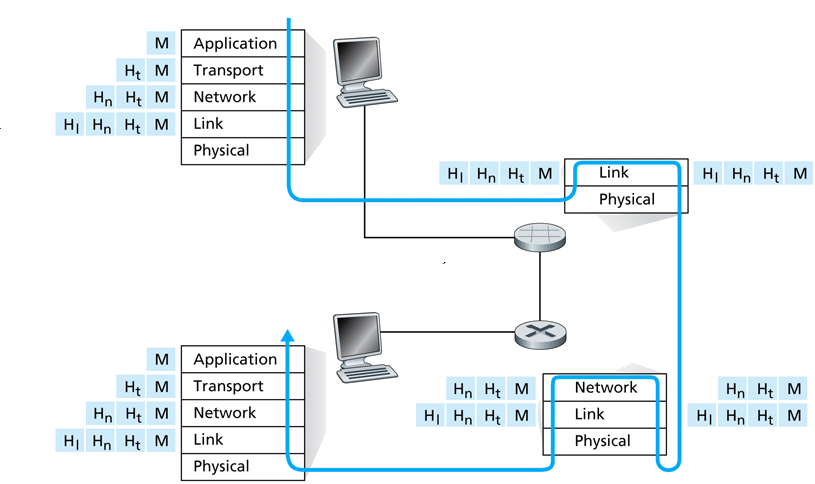 M Application
Ht M Transport
Hn Ht M Network
Hl Hn Ht M Link
Physical
Hl Hn Ht M Link Hl Hn Ht M
Physical
M Application
Ht M Transport
Hn Ht M Network
Hl Hn Ht M Link
Physical
Hn Ht M Network Hn Ht M
Hl Hn Ht M Link Hl Hn Ht M
Physical